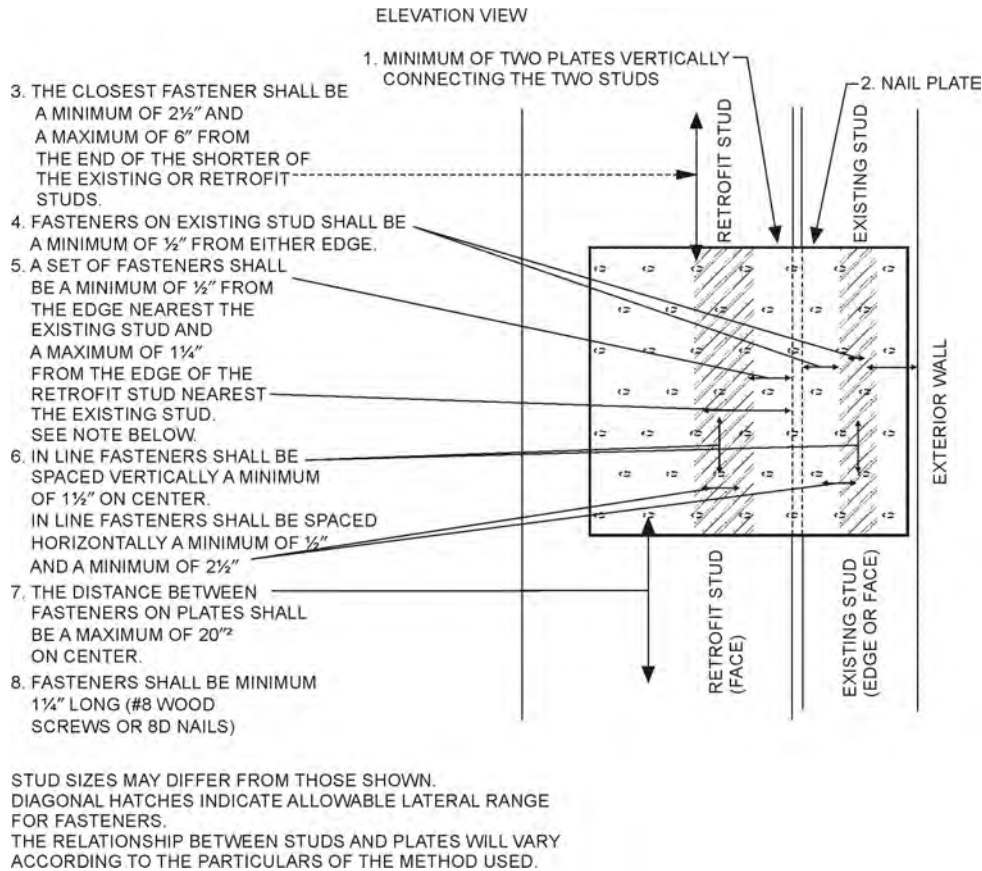 ELEVATION VIEW
1. MINIMUM OF TWO PLATES VERTICALLY
CONNECTING THE TWO STUDS
2. NAIL PLATE
3. THE CLOSEST FASTENER SHALL BE
A MINIMUM OF 2½″ AND
A MAXIMUM OF 6″ FROM
THE END OF THE SHORTER OF
THE EXISTING OR RETROFIT
STUDS.
4. FASTENERS ON EXISTING STUD SHALL BE
A MINIMUM OF ½″ FROM EITHER EDGE.
5. A SET OF FASTENERS SHALL
BE A MINIMUM OF ½″ FROM
THE EDGE NEAREST THE
EXISTING STUD AND
A MAXIMUM OF 1¼″
FROM THE EDGE OF THE
RETROFIT STUD NEAREST
THE EXISTING STUD.
SEE NOTE BELOW.
6. IN LINE FASTENERS SHALL BE
SPACED VERTICALLY A MINIMUM
OF 1½″ ON CENTER.
IN LINE FASTENERS SHALL BE SPACED
HORIZONTALLY A MINIMUM OF ½″
AND A MINIMUM OF 2½″
7. THE DISTANCE BETWEEN
FASTENERS ON PLATES SHALL
BE A MAXIMUM OF 20″²
ON CENTER.
8. FASTENERS SHALL BE MINIMUM
1¼″ LONG (#8 WOOD
SCREWS OR 8D NAILS)
RETROFIT STUD
EXISTING STUD
EXTERIOR WALL
RETROFIT STUD
(FACE)
EXISTING STUD
(EDGE OR FACE)
STUD SIZES MAY DIFFER FROM THOSE SHOWN.
DIAGONAL HATCHES INDICATE ALLOWABLE LATERAL RANGE
FOR FASTENERS.
THE RELATIONSHIP BETWEEN STUDS AND PLATES WILL VARY
ACCORDING TO THE PARTICULARS OF THE METHOD USED.